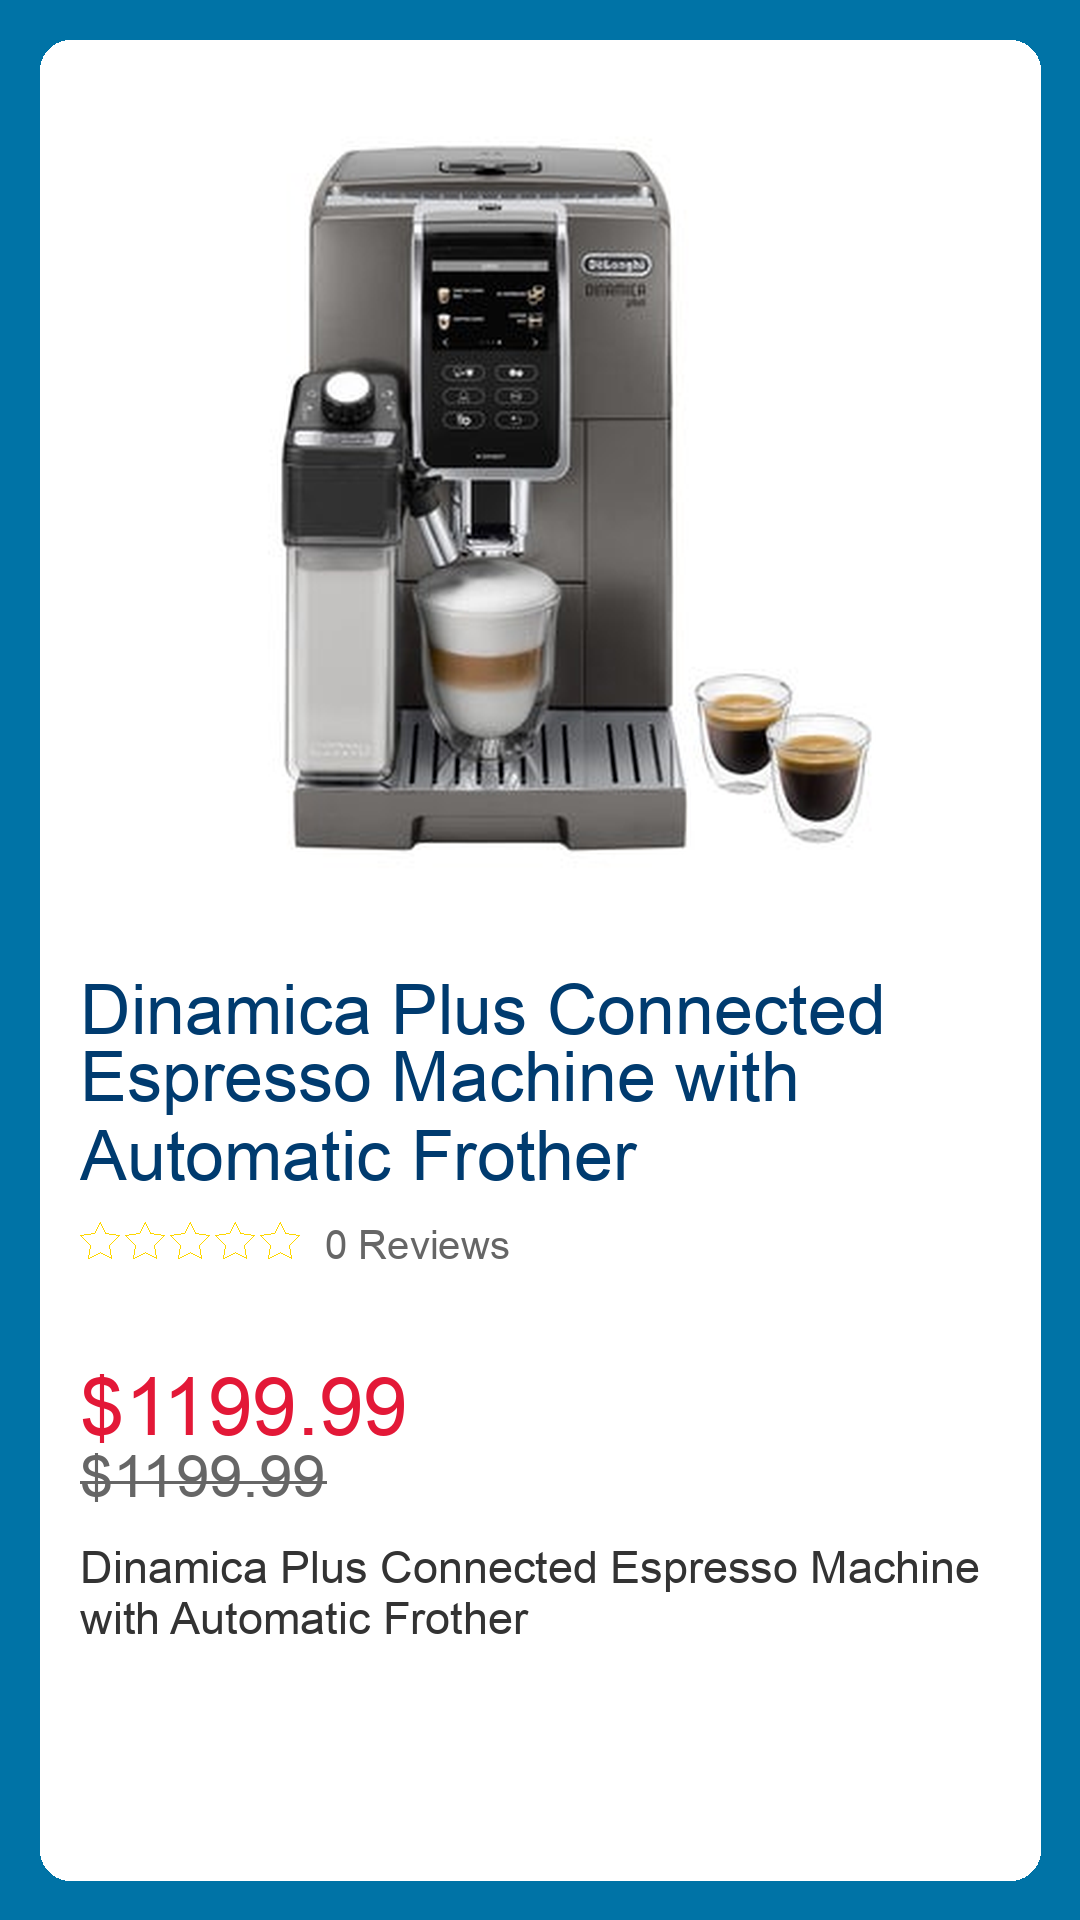 DeLonghi
DINAMICA
plus
Dinamica Plus Connected
Espresso Machine with
Automatic Frother
0 Reviews
$1199.99
$1199.99
Dinamica Plus Connected Espresso Machine
with Automatic Frother